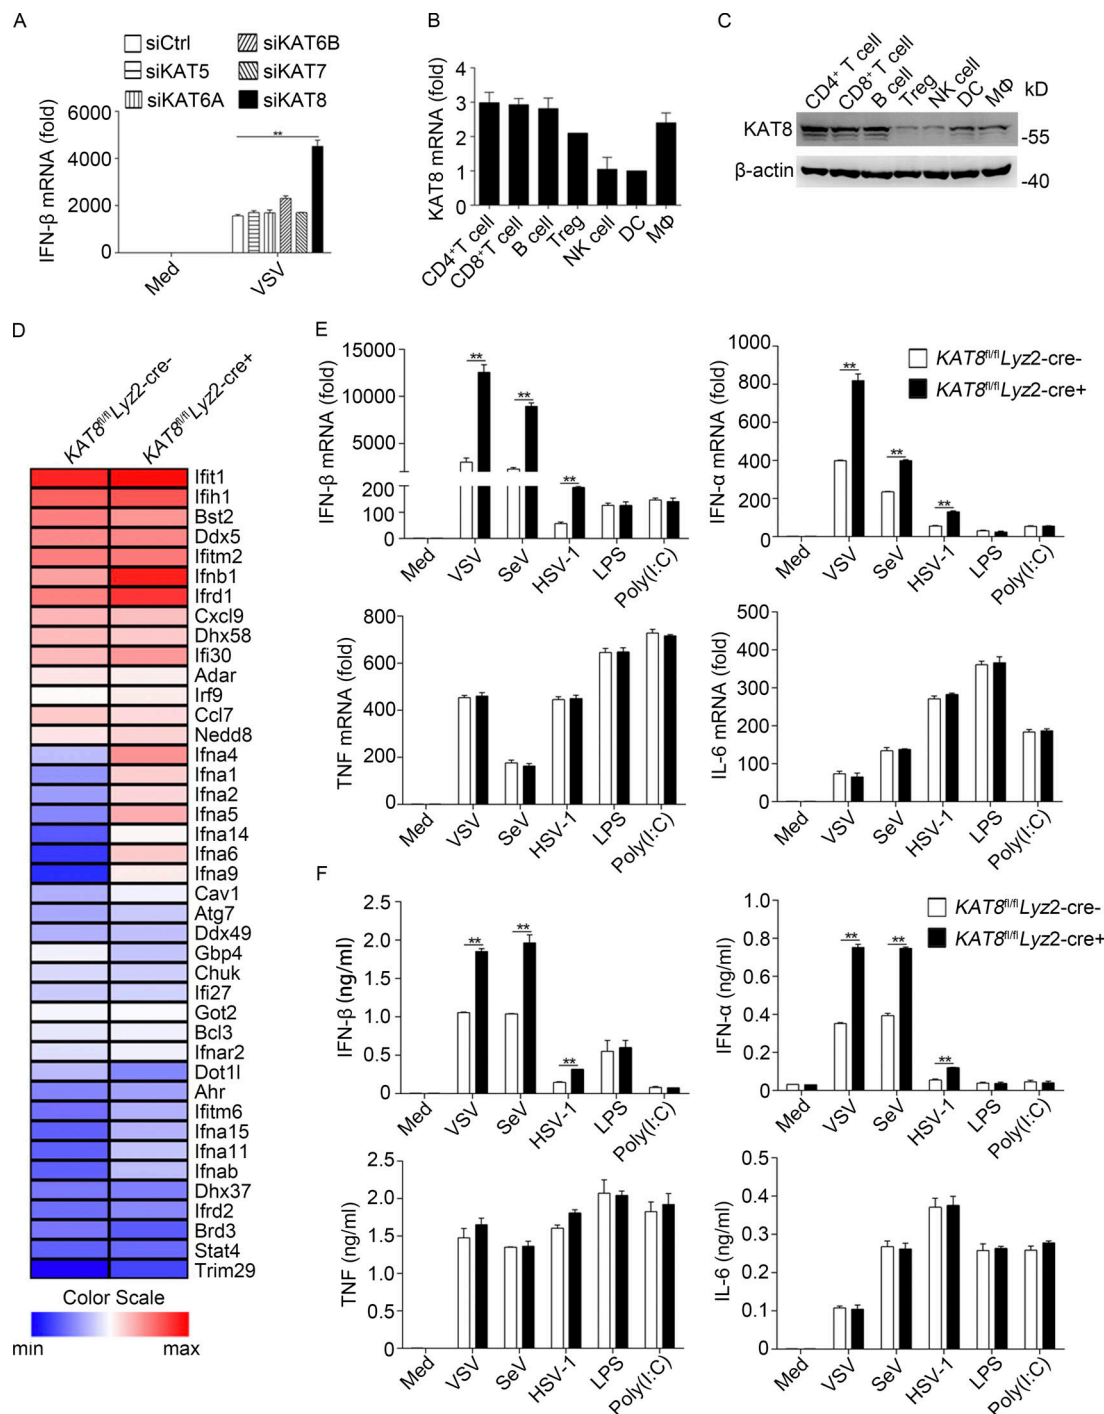 A
siCtrl
siKAT6B
siKAT5
siKAT7
siKAT6A
siKAT8
IFN-β mRNA (fold)
6000
4000
2000
0
**
Med
VSV
B
KAT8 mRNA (fold)
4
3
2
1
0
CD4⁺T cell
CD8⁺T cell
B cell
Treg
NK cell
DC
MΦ
C
CD4⁺ T cell
CD8⁺ T cell
B cell
Treg
NK cell
DC
MΦ
kD
KAT8
-55
β-actin
-40
D
KAT8fl/flLyz2-cre-
KAT8fl/flLyz2-cre+
Ifit1
Ifih1
Bst2
Ddx5
Ifitm2
Ifnb1
Ifrd1
Cxcl9
Dhx58
Ifi30
Adar
Irf9
Ccl7
Nedd8
Ifna4
Ifna1
Ifna2
Ifna5
Ifna14
Ifna6
Ifna9
Cav1
Atg7
Ddx49
Gbp4
Chuk
Ifi27
Got2
Bcl3
Ifnar2
Dot1l
Ahr
Ifitm6
Ifna15
Ifna11
Ifnab
Dhx37
Ifrd2
Brd3
Stat4
Trim29
Color Scale
min
max
E
IFN-β mRNA (fold)
15000
10000
5000
200
100
0
**
**
**
Med
VSV
SeV
HSV-1
LPS
Poly(I:C)
IFN-α mRNA (fold)
1000
800
600
400
200
0
**
**
**
KAT8fl/flLyz2-cre-
KAT8fl/flLyz2-cre+
Med
VSV
SeV
HSV-1
LPS
Poly(I:C)
TNF mRNA (fold)
800
600
400
200
0
Med
VSV
SeV
HSV-1
LPS
Poly(I:C)
IL-6 mRNA (fold)
500
400
300
200
100
0
Med
VSV
SeV
HSV-1
LPS
Poly(I:C)
F
IFN-β (ng/ml)
2.5
2.0
1.5
1.0
0.5
0
**
**
**
Med
VSV
SeV
HSV-1
LPS
Poly(I:C)
IFN-α (ng/ml)
1.0
0.8
0.6
0.4
0.2
0
**
**
**
KAT8fl/flLyz2-cre-
KAT8fl/flLyz2-cre+
Med
VSV
SeV
HSV-1
LPS
Poly(I:C)
TNF (ng/ml)
2.5
2.0
1.5
1.0
0.5
0
Med
VSV
SeV
HSV-1
LPS
Poly(I:C)
IL-6 (ng/ml)
0.5
0.4
0.3
0.2
0.1
0
Med
VSV
SeV
HSV-1
LPS
Poly(I:C)